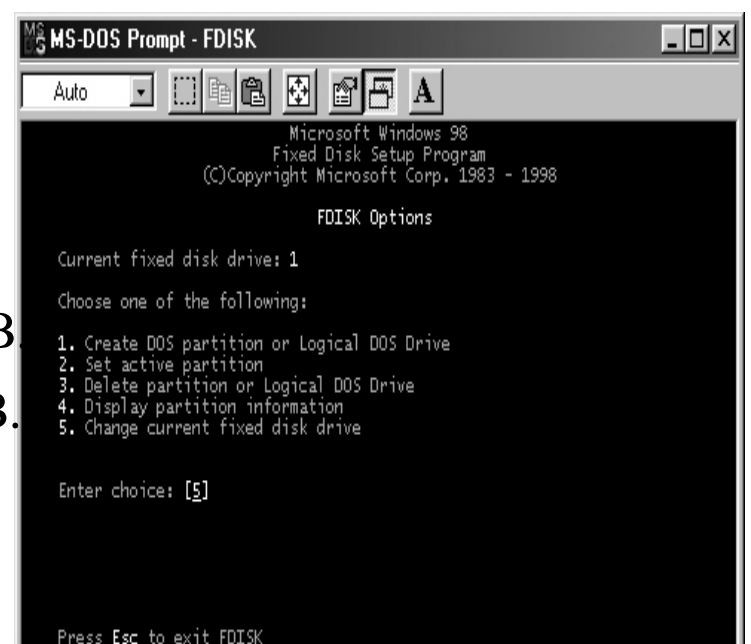 MS-DOS Prompt - FDISK
Auto
A
Microsoft Windows 98
Fixed Disk Setup Program
(C)Copyright Microsoft Corp. 1983 - 1998
FDISK Options
Current fixed disk drive: 1
Choose one of the following:
1. Create DOS partition or Logical DOS Drive
2. Set active partition
3. Delete partition or Logical DOS Drive
4. Display partition information
5. Change current fixed disk drive
Enter choice: [5]
Press Esc to exit FDISK